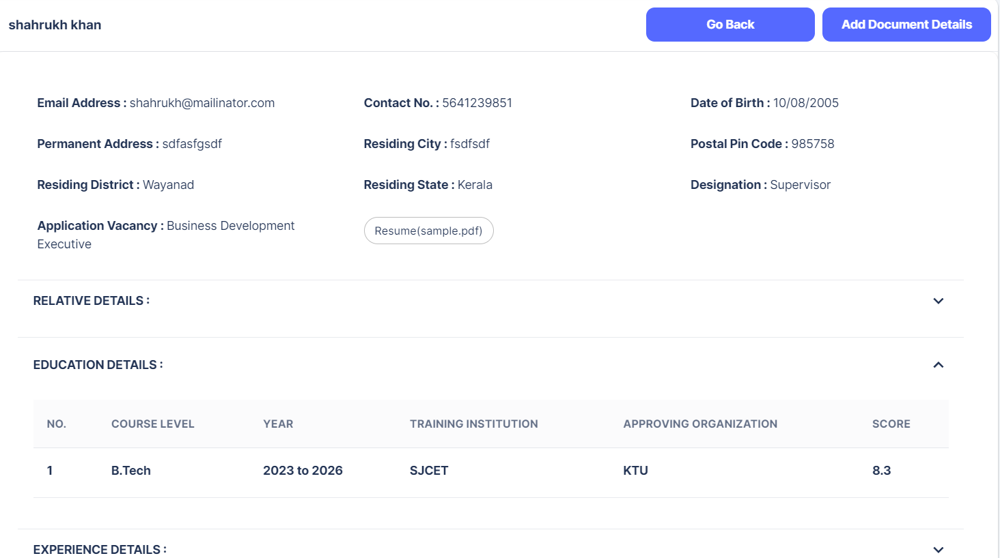 shahrukh khan
Go Back
Add Document Details
Email Address : shahrukh@mailinator.com
Contact No. : 5641239851
Date of Birth : 10/08/2005
Permanent Address : sdfasfgsdf
Residing City : fsdfsdf
Postal Pin Code : 985758
Residing District : Wayanad
Residing State : Kerala
Designation : Supervisor
Application Vacancy : Business Development
Executive
Resume(sample.pdf)
RELATIVE DETAILS :
EDUCATION DETAILS :
NO. COURSE LEVEL YEAR TRAINING INSTITUTION APPROVING ORGANIZATION SCORE
1 B.Tech 2023 to 2026 SJCET KTU 8.3
EXPERIENCE DETAILS :